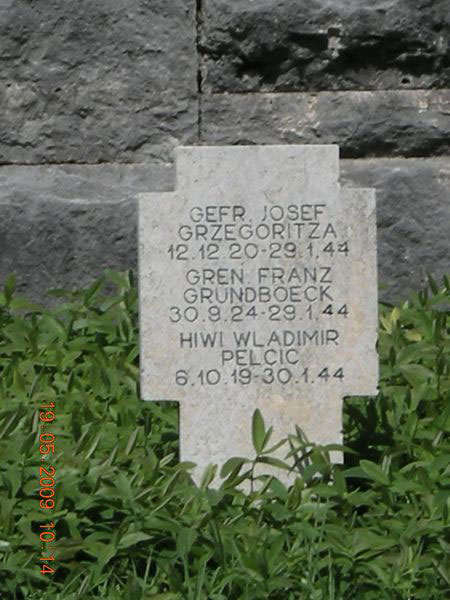 GEFR. JOSEF
GRZEGORITZA
12.12.20-29.1.44
GREN FRANZ
GRUNDBOECK
30.9.24-29.1.44
HIWI WLADIMIR
PELCIC
6.10.19-30.1.44
19.05.2009 10:14